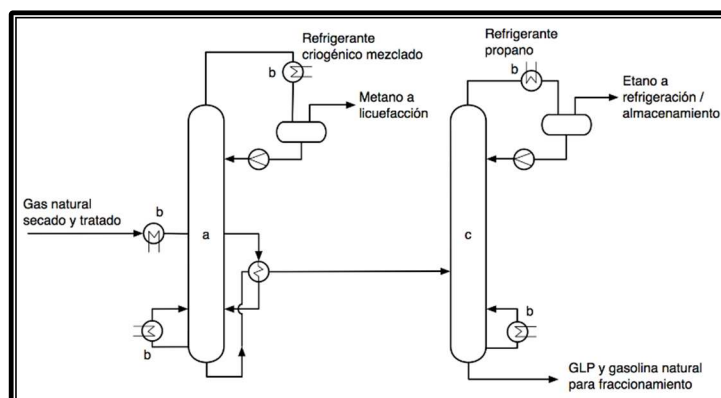 Refrigerante
criogénico mezclado
b
Metano a
licuefacción
Refrigerante
propano
b
Etano a
refrigeración /
almacenamiento
Gas natural
secado y tratado
b
a
c
b
b
GLP y gasolina natural
para fraccionamiento